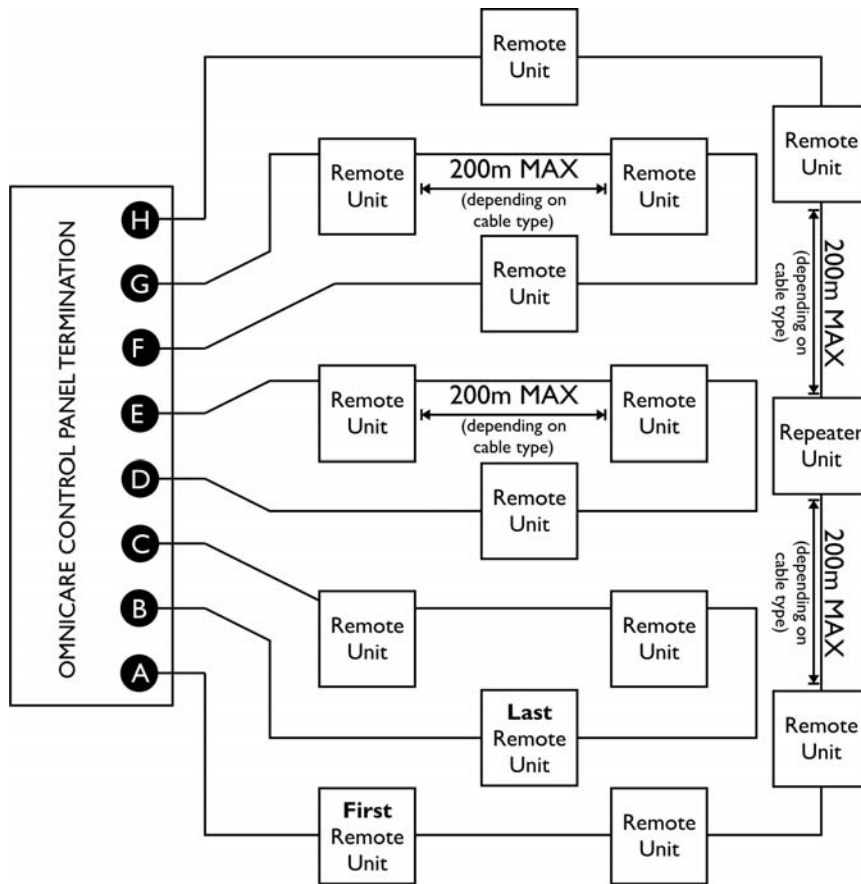 Remote
Unit
Remote
Unit
Remote
Unit
200m MAX
(depending on
cable type)
Remote
Unit
OMNICARE CONTROL PANEL TERMINATION
H
G
F
E
D
C
B
A
Remote
Unit
200m MAX
(depending on
cable type)
Remote
Unit
200m MAX
(depending on
cable type)
Remote
Unit
Repeater
Unit
Remote
Unit
200m MAX
(depending on
cable type)
Remote
Unit
Remote
Unit
Last
Remote
Unit
Remote
Unit
First
Remote
Unit
Remote
Unit